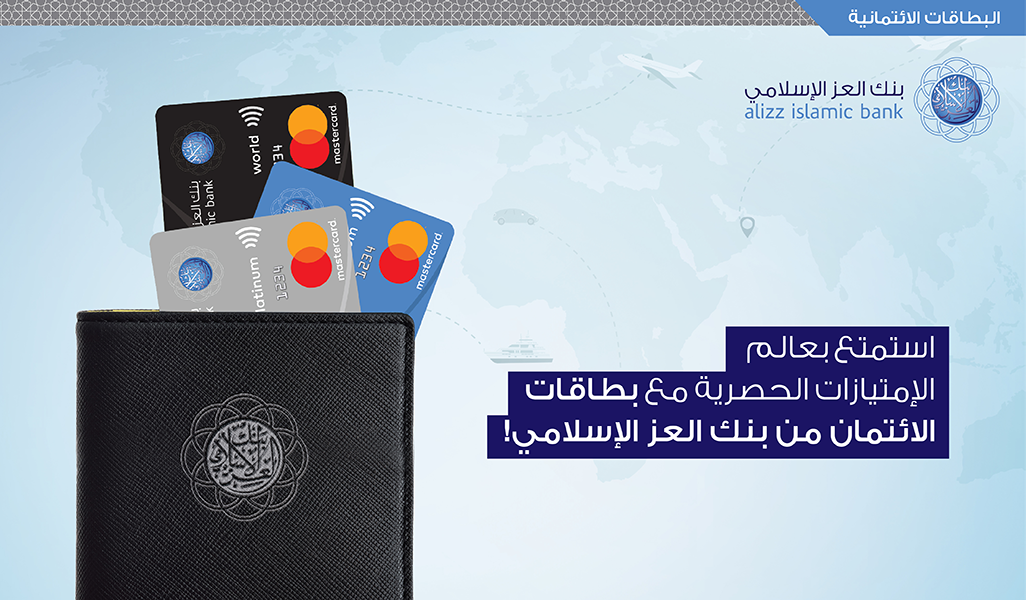 البطاقات الائتمانية
بنك العز الإسلامي
alizz islamic bank
world
mastercard
1234
mastercard
platinum
1234
mastercard
استمتع بعالم
الإمتيازات الحصرية مع بطاقات
الائتمان من بنك العز الإسلامي!